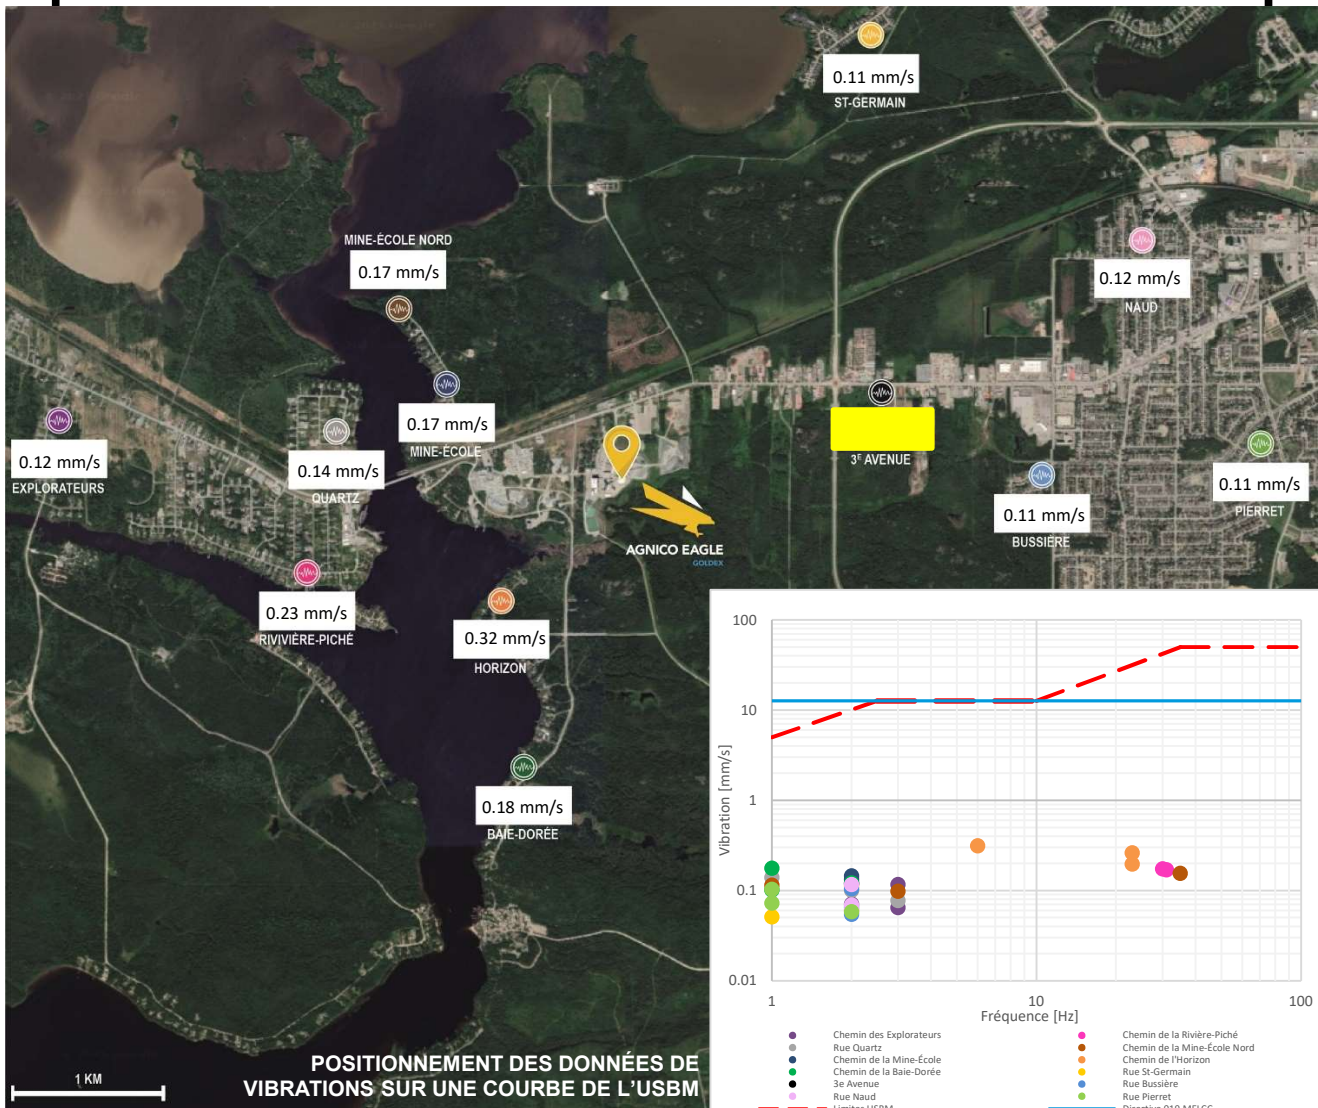 0.11 mm/s
ST-GERMAIN
MINE-ÉCOLE NORD
0.17 mm/s
0.12 mm/s
NAUD
0.17 mm/s
MINE-ÉCOLE
0.12 mm/s
EXPLORATEURS
0.14 mm/s
QUARTZ
3E AVENUE
0.11 mm/s
PIERRET
0.11 mm/s
BUSSIÈRE
AGNICO EAGLE
GOLDEX
0.23 mm/s
RIVIVIÈRE-PICHÉ
0.32 mm/s
HORIZON
0.18 mm/s
BAIE-DORÉE
POSITIONNEMENT DES DONNÉES DE
VIBRATIONS SUR UNE COURBE DE L'USBM
1 KM
100
10
1
0.1
0.01
Vibration [mm/s]
1
10
100
Fréquence [Hz]
Chemin des Explorateurs
Rue Quartz
Chemin de la Mine-École
Chemin de la Baie-Dorée
3e Avenue
Rue Naud
Limites USBM
Chemin de la Rivière-Piché
Chemin de la Mine-École Nord
Chemin de l'Horizon
Rue St-Germain
Rue Bussière
Rue Pierret
Directive 019 MELCC